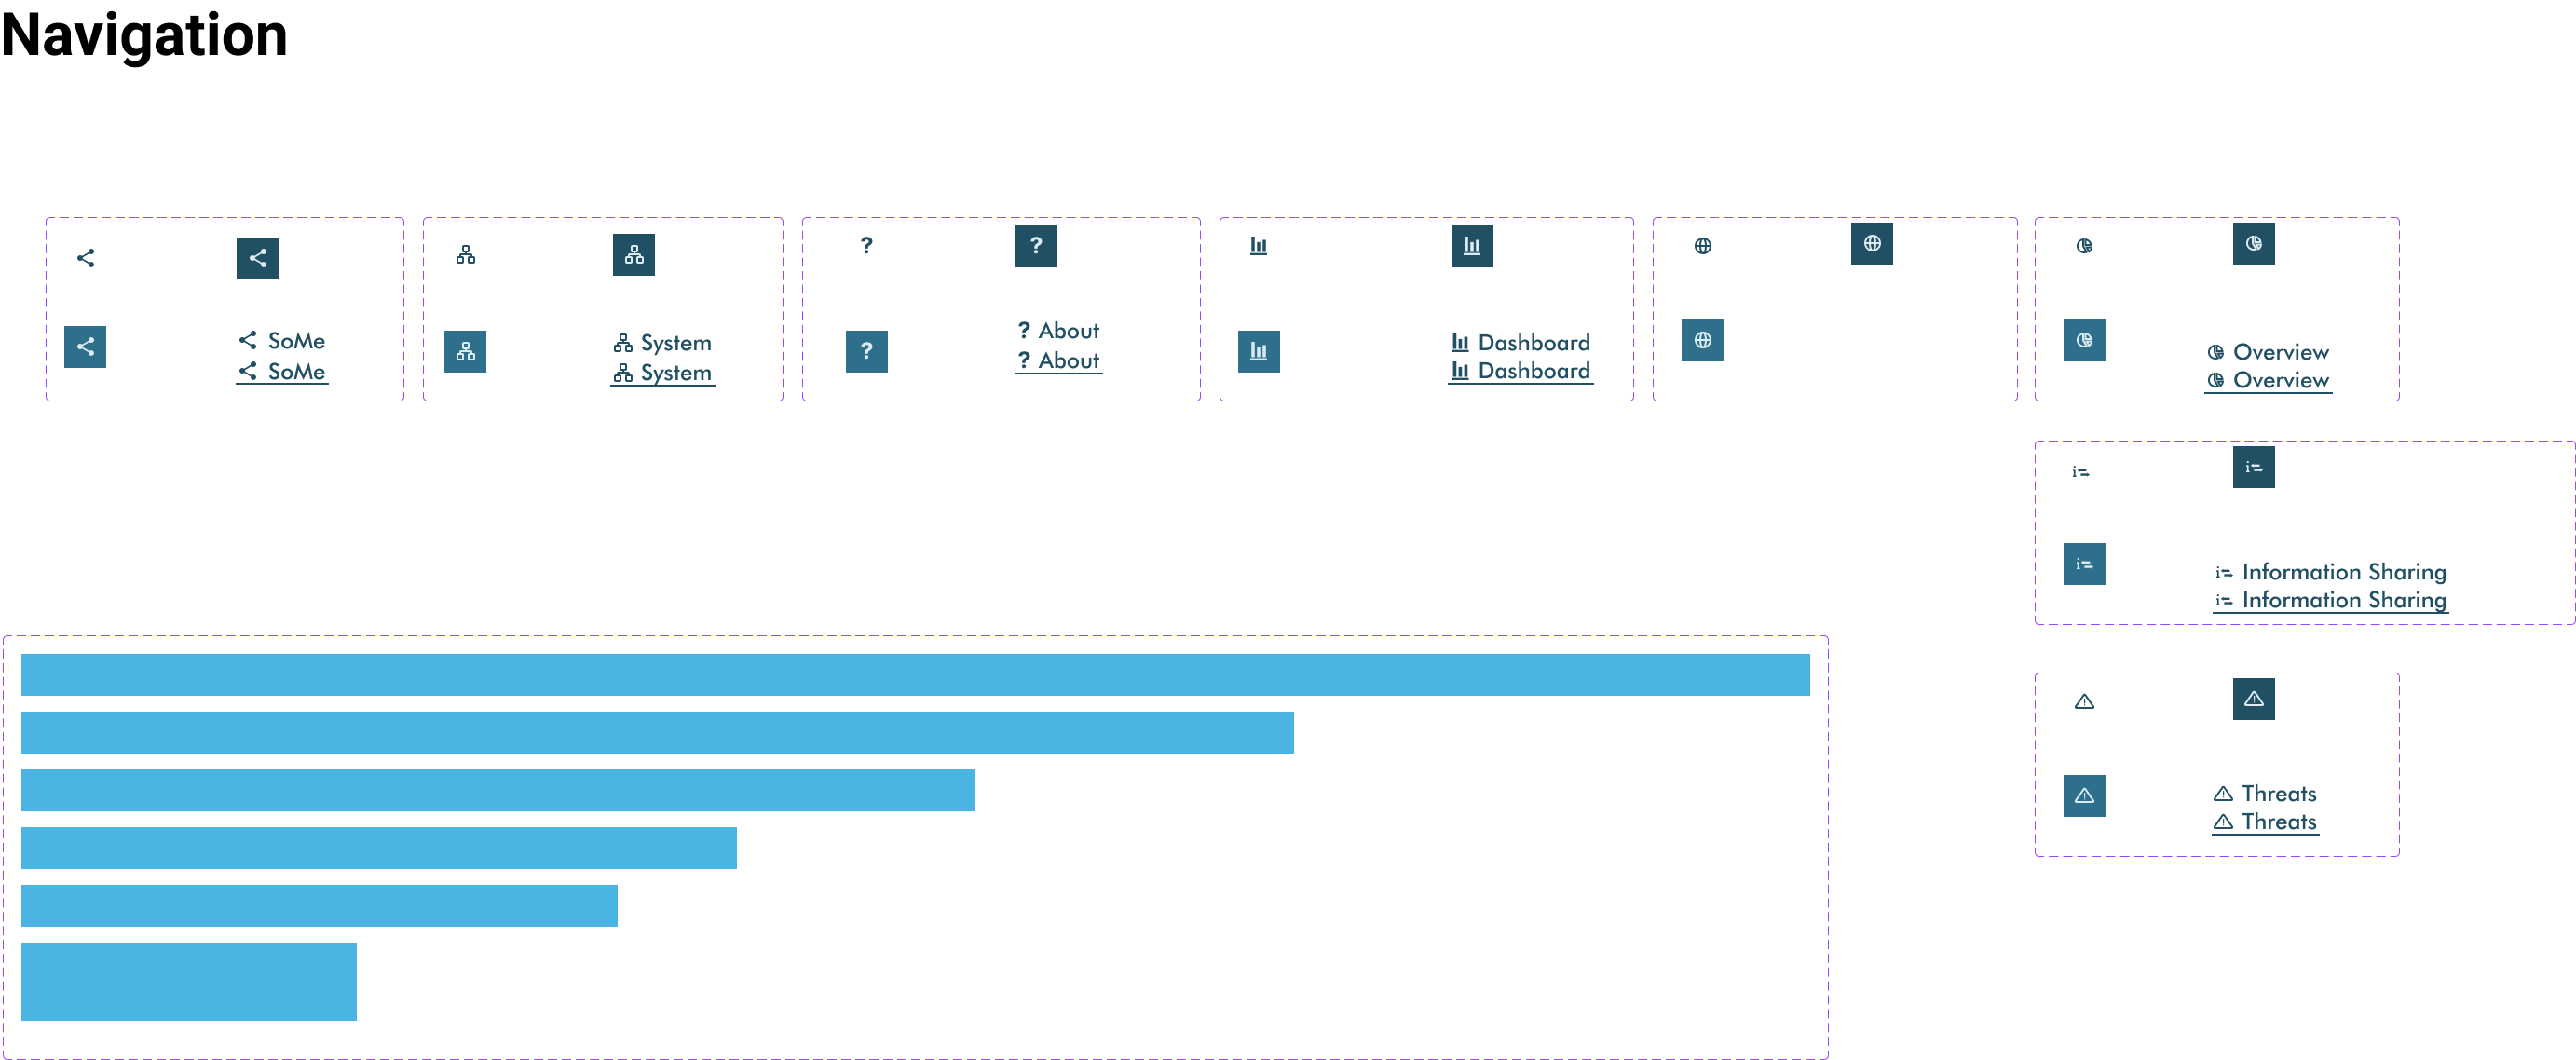 Navigation
SoMe
SoMe
System
System
? About
? About
Dashboard
Dashboard
Overview
Overview
Information Sharing
Information Sharing
Threats
Threats